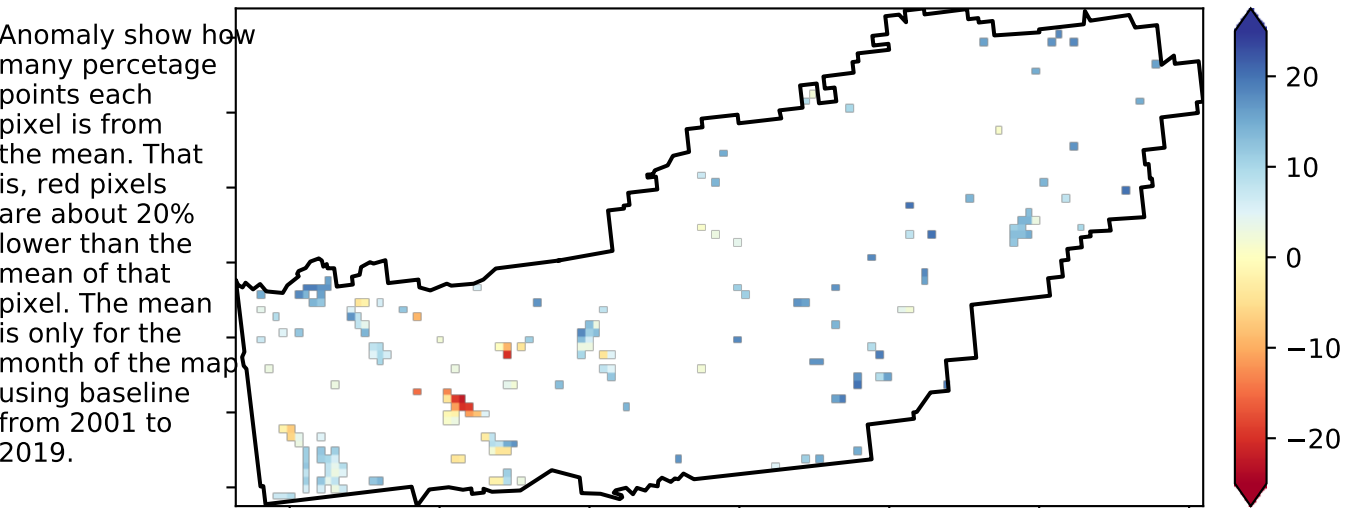 Anomaly show how
many percetage
points each
pixel is from
the mean. That
is, red pixels
are about 20%
lower than the
mean of that
pixel. The mean
is only for the
month of the map
using baseline
from 2001 to
2019.
20
10
0
−10
−20